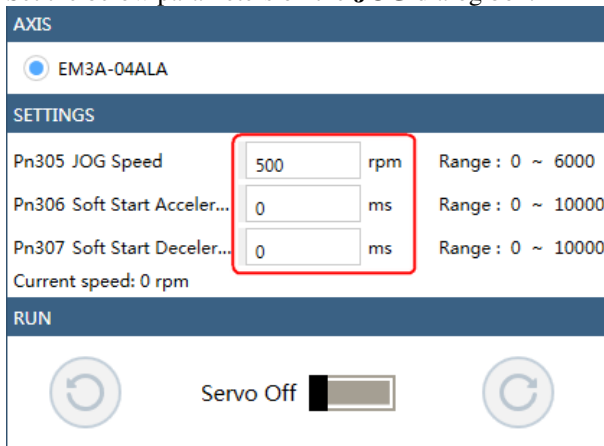 AXIS
EM3A-04ALA
SETTINGS
Pn305 JOG Speed 500 rpm Range : 0 ~ 6000
Pn306 Soft Start Acceler... 0 ms Range : 0 ~ 10000
Pn307 Soft Start Deceler... 0 ms Range : 0 ~ 10000
Current speed: 0 rpm
RUN
Servo Off